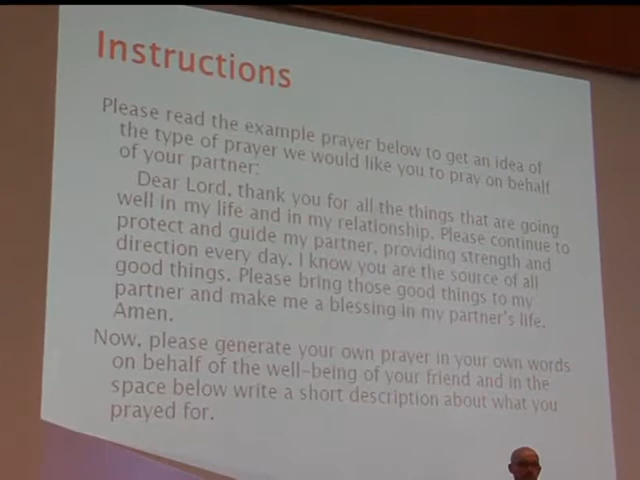 Instructions
Please read the example prayer below to get an idea of
the type of prayer we would like you to pray on behalf
of your partner:
Dear Lord, thank you for all the things that are going
well in my life and in my relationship. Please continue to
protect and guide my partner, providing strength and
direction every day. I know you are the source of all
good things. Please bring those good things to my
partner and make me a blessing in my partner's life.
Amen.
Now, please generate your own prayer in your own words
on behalf of the well-being of your friend and in the
space below write a short description about what you
prayed for.